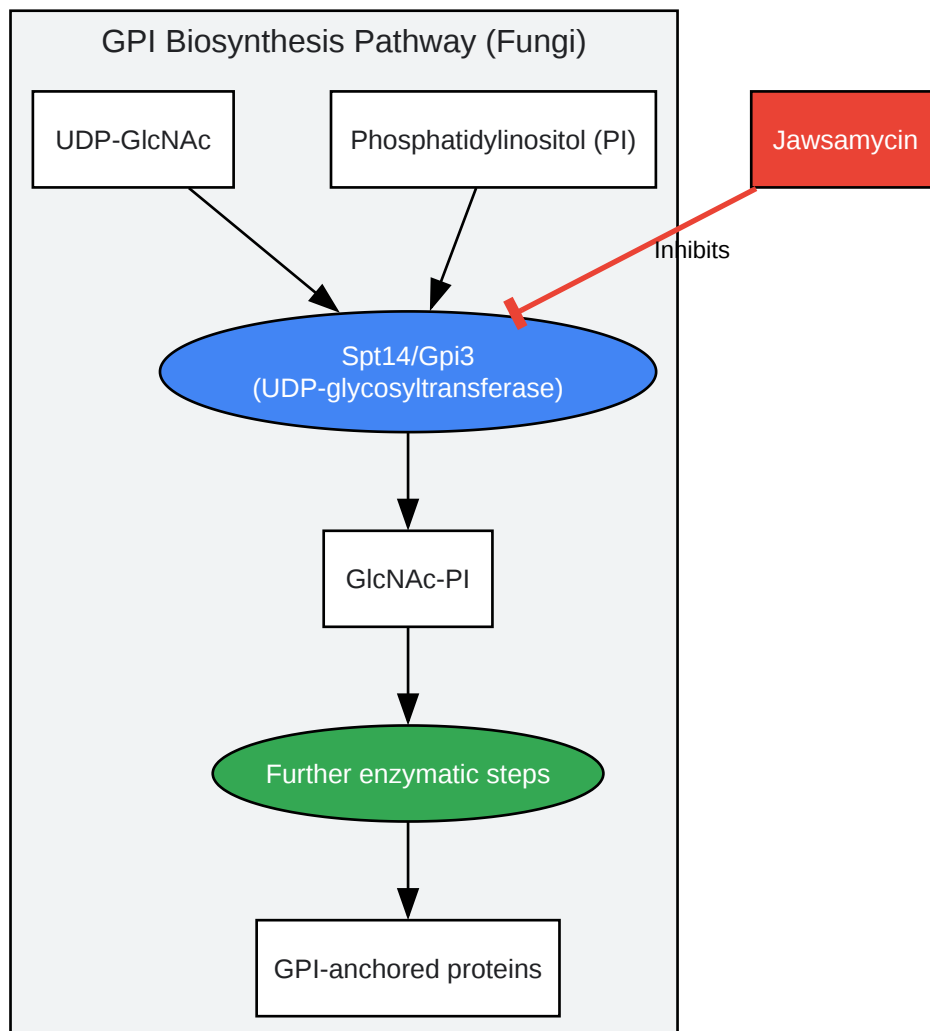 GPI Biosynthesis Pathway (Fungi)
UDP-GlcNAc
Phosphatidylinositol (PI)
Jawsamycin
Inhibits
Spt14/Gpi3
(UDP-glycosyltransferase)
GlcNAc-PI
Further enzymatic steps
GPI-anchored proteins